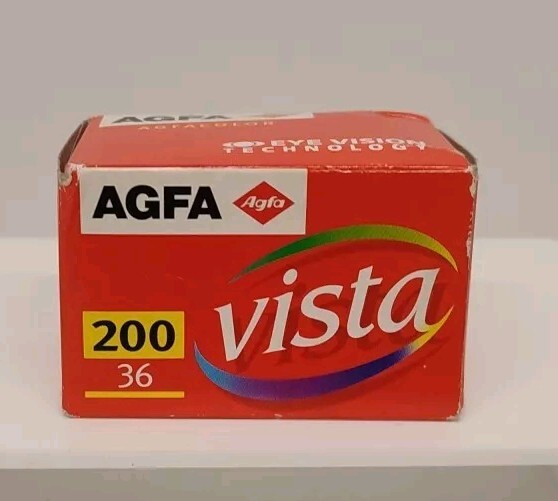 AGFA
AGFACOLOR
EYE VISION
TECHNOLOGY
AGFA Agfa
vista
200
36